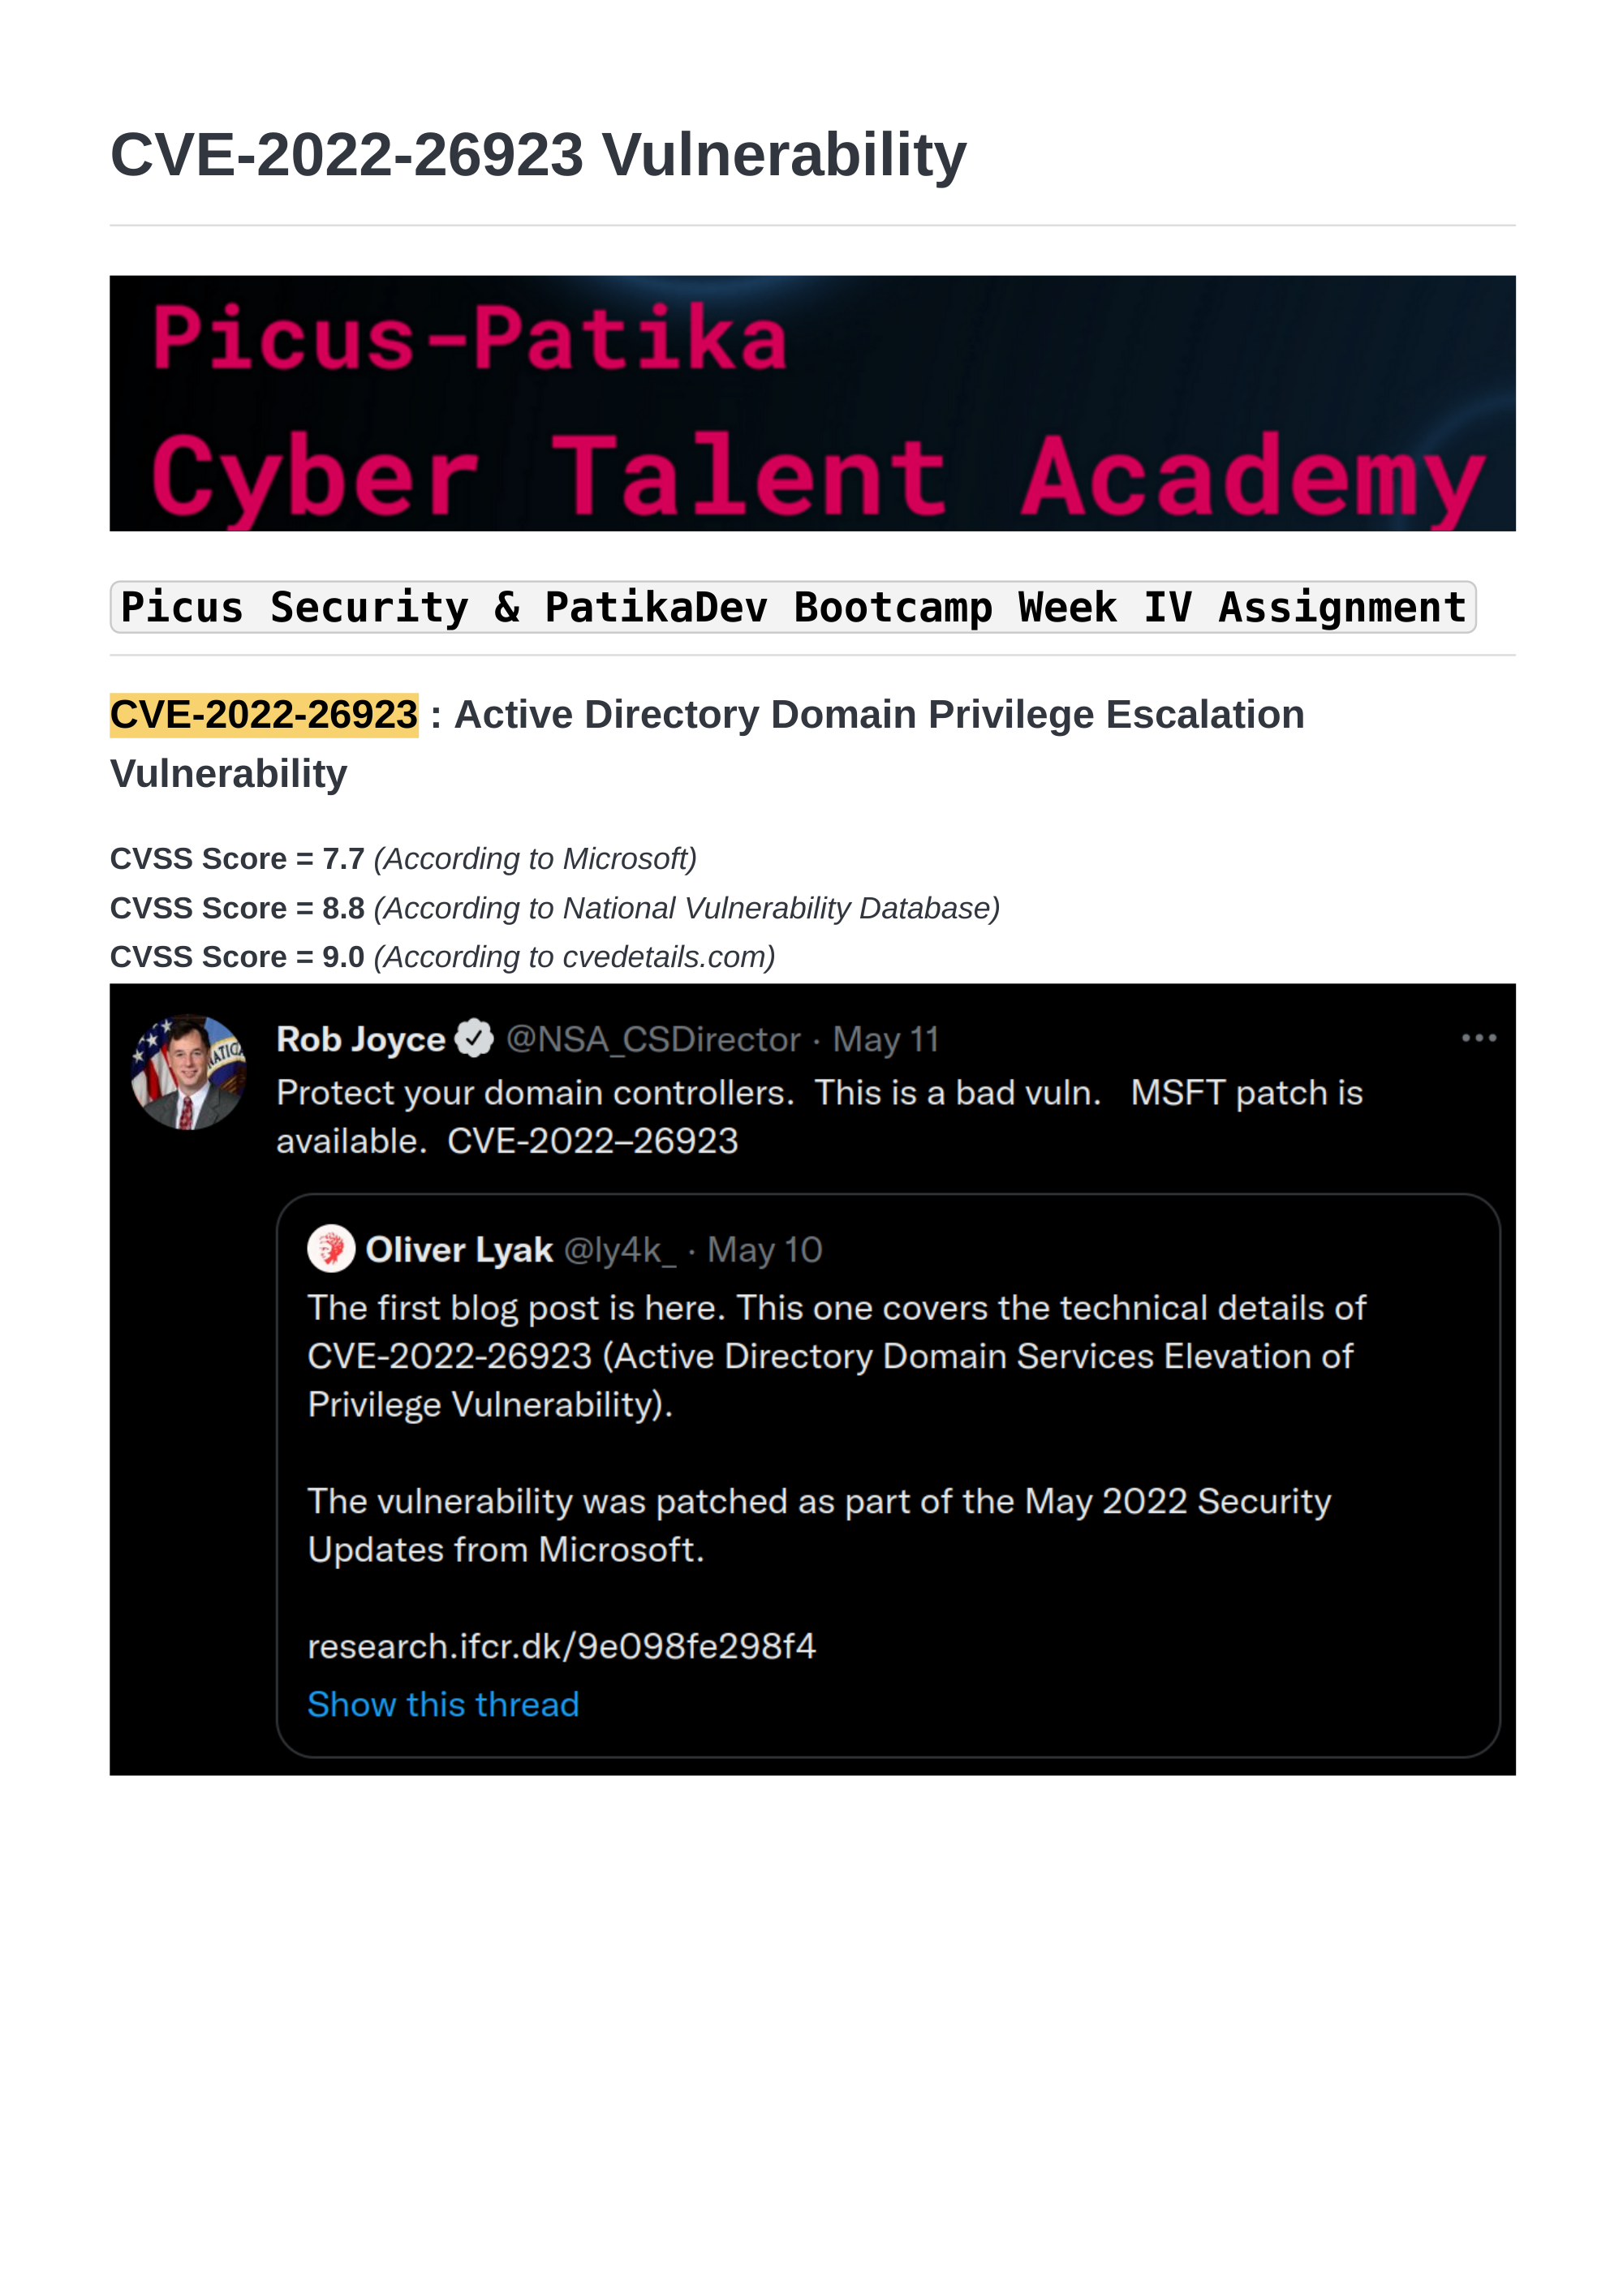 CVE-2022-26923 Vulnerability
Picus-Patika
Cyber Talent Academy
Picus Security & PatikaDev Bootcamp Week IV Assignment
CVE-2022-26923 : Active Directory Domain Privilege Escalation
Vulnerability
CVSS Score = 7.7 (According to Microsoft)
CVSS Score = 8.8 (According to National Vulnerability Database)
CVSS Score = 9.0 (According to cvedetails.com)
Rob Joyce @NSA_CSDirector · May 11
Protect your domain controllers.  This is a bad vuln.   MSFT patch is
available.  CVE-2022–26923
Oliver Lyak @ly4k_ · May 10
The first blog post is here. This one covers the technical details of
CVE-2022-26923 (Active Directory Domain Services Elevation of
Privilege Vulnerability).
The vulnerability was patched as part of the May 2022 Security
Updates from Microsoft.
research.ifcr.dk/9e098fe298f4
Show this thread